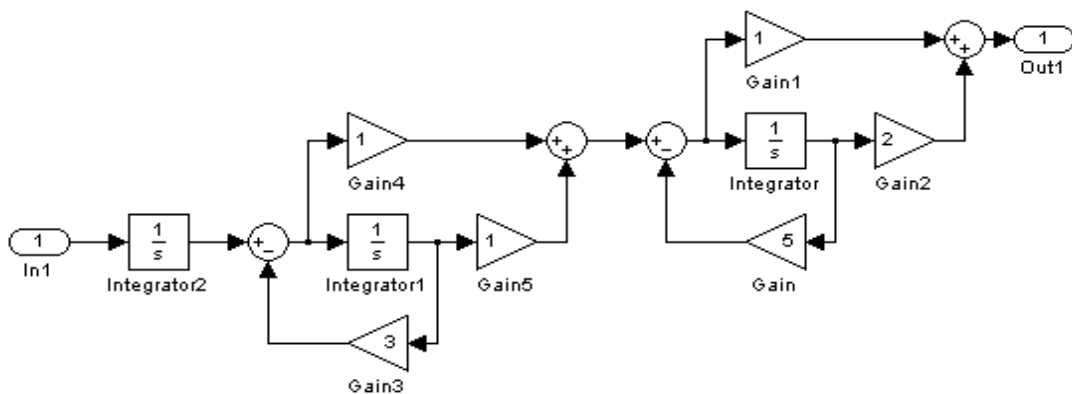 1
Gain1
+
+
1
Out1
1
Gain4
+
+
+
−
1
s
Integrator
2
Gain2
1
In1
1
s
Integrator2
+
−
1
s
Integrator1
1
Gain5
5
Gain
3
Gain3